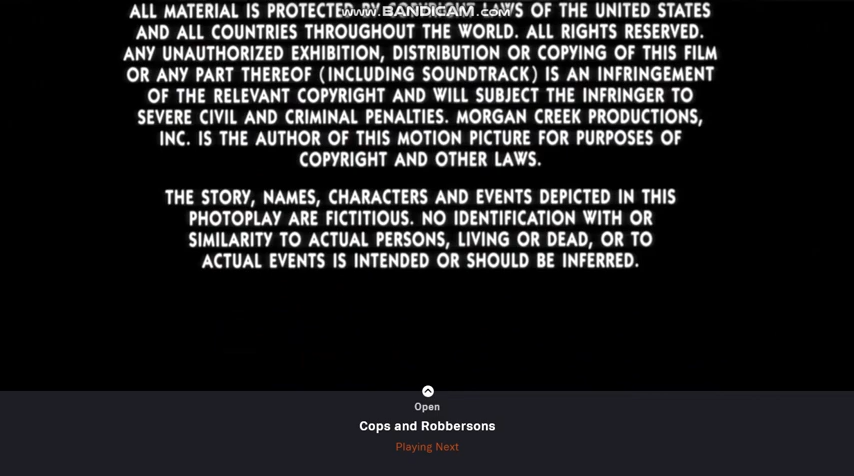 www.BANDICAM.com
ALL MATERIAL IS PROTECTED BY COPYRIGHT LAWS OF THE UNITED STATES
AND ALL COUNTRIES THROUGHOUT THE WORLD. ALL RIGHTS RESERVED.
ANY UNAUTHORIZED EXHIBITION, DISTRIBUTION OR COPYING OF THIS FILM
OR ANY PART THEREOF (INCLUDING SOUNDTRACK) IS AN INFRINGEMENT
OF THE RELEVANT COPYRIGHT AND WILL SUBJECT THE INFRINGER TO
SEVERE CIVIL AND CRIMINAL PENALTIES. MORGAN CREEK PRODUCTIONS,
INC. IS THE AUTHOR OF THIS MOTION PICTURE FOR PURPOSES OF
COPYRIGHT AND OTHER LAWS.
THE STORY, NAMES, CHARACTERS AND EVENTS DEPICTED IN THIS
PHOTOPLAY ARE FICTITIOUS. NO IDENTIFICATION WITH OR
SIMILARITY TO ACTUAL PERSONS, LIVING OR DEAD, OR TO
ACTUAL EVENTS IS INTENDED OR SHOULD BE INFERRED.
Open
Cops and Robbersons
Playing Next